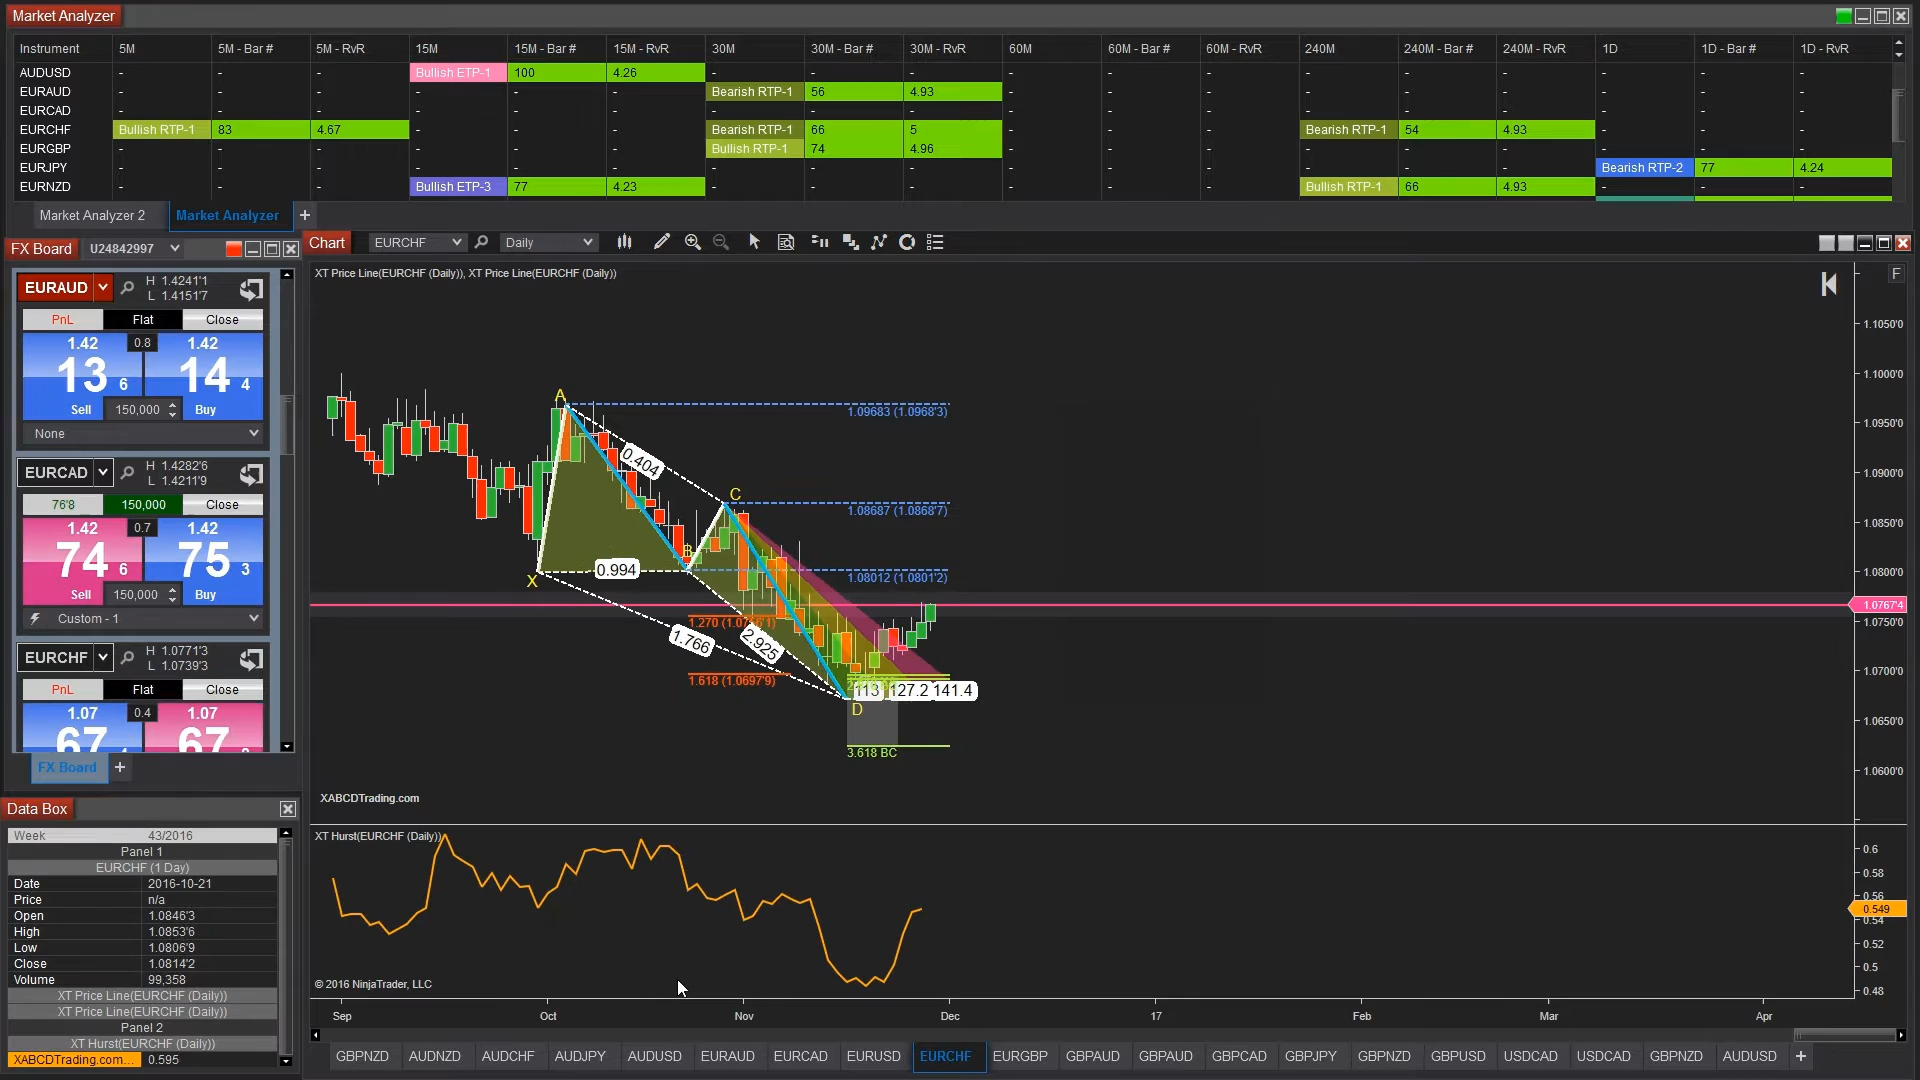 Market Analyzer
Instrument 5M 5M - Bar # 5M - RvR 15M 15M - Bar # 15M - RvR 30M 30M - Bar # 30M - RvR 60M 60M - Bar # 60M - RvR 240M 240M - Bar # 240M - RvR 1D 1D - Bar # 1D - RvR
AUDUSD - - - Bullish ETP-1 100 4.26 - - - - - - - - - - - -
EURAUD - - - - - - Bearish RTP-1 56 4.93 - - - - - - - - -
EURCAD - - - - - - - - - - - - - - - - - -
EURCHF Bullish RTP-1 83 4.67 - - - Bearish RTP-1 66 5 - - - Bearish RTP-1 54 4.93 - - -
EURGBP - - - - - - Bullish RTP-1 74 4.96 - - - - - - - - -
EURJPY - - - - - - - - - - - - - - - Bearish RTP-2 77 4.24
EURNZD - - - Bullish ETP-3 77 4.23 - - - - - - Bullish RTP-1 66 4.93 - - -
Market Analyzer 2 Market Analyzer +
FX Board U24842997
EURAUD H 1.4241'1
L 1.4151'7
PnL Flat Close
1.42 0.8 1.42
13 6 14 4
Sell 150,000 Buy
None
EURCAD H 1.4282'6
L 1.4211'9
76'8 150,000 Close
1.42 0.7 1.42
74 6 75 3
Sell 150,000 Buy
Custom - 1
EURCHF H 1.0771'3
L 1.0739'3
PnL Flat Close
1.07 0.4 1.07
67 67
FX Board +
Data Box
Week 43/2016
Panel 1
EURCHF (1 Day)
Date 2016-10-21
Price n/a
Open 1.0846'3
High 1.0853'6
Low 1.0806'9
Close 1.0814'2
Volume 99,358
XT Price Line(EURCHF (Daily))
XT Price Line(EURCHF (Daily))
Panel 2
XT Hurst(EURCHF (Daily))
XABCDTrading.com... 0.595
Chart EURCHF Daily
XT Price Line(EURCHF (Daily)), XT Price Line(EURCHF (Daily))
F
1.1050'0
1.1000'0
A
1.09683 (1.0968'3)
1.0950'0
0.404
1.0900'0
C
1.08687 (1.0868'7)
1.0850'0
B
0.994
1.08012 (1.0801'2)
1.0800'0
X
1.0767'4
1.0750'0
1.766
2.925
1.0700'0
1.618 (1.0697'9)
113 127.2 141.4
D
1.0650'0
3.618 BC
1.0600'0
XABCDTrading.com
XT Hurst(EURCHF (Daily))
0.6
0.58
0.56
0.549
0.54
0.52
0.5
0.48
© 2016 NinjaTrader, LLC
Sep Oct Nov Dec 17 Feb Mar Apr
GBPNZD AUDNZD AUDCHF AUDJPY AUDUSD EURAUD EURCAD EURUSD EURCHF EURGBP GBPAUD GBPAUD GBPCAD GBPJPY GBPNZD GBPUSD USDCAD USDCAD GBPNZD AUDUSD +